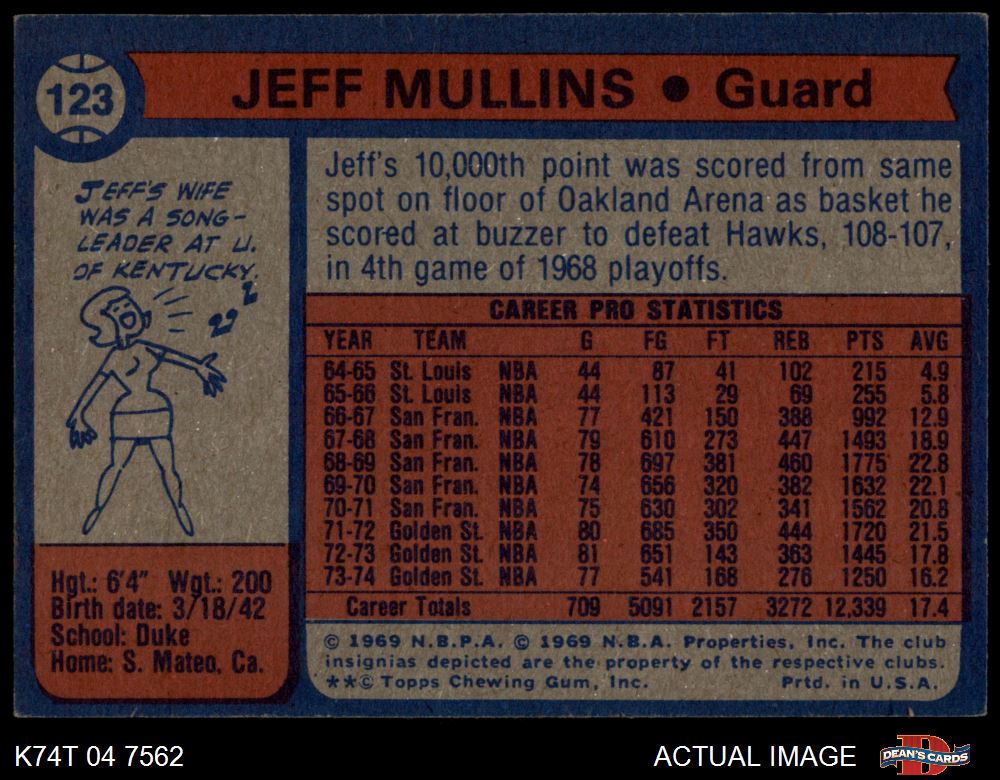 123
JEFF MULLINS • Guard
JEFF'S WIFE
WAS A SONG-
LEADER AT U.
OF KENTUCKY.
Jeff's 10,000th point was scored from same
spot on floor of Oakland Arena as basket he
scored at buzzer to defeat Hawks, 108-107,
in 4th game of 1968 playoffs.
CAREER PRO STATISTICS
YEAR TEAM G FG FT REB PTS AVG
64-65 St. Louis NBA 44 87 41 102 215 4.9
65-66 St. Louis NBA 44 113 29 69 255 5.8
66-67 San Fran. NBA 77 421 150 388 992 12.9
67-68 San Fran. NBA 79 610 273 447 1493 18.9
68-69 San Fran. NBA 78 697 381 460 1775 22.8
69-70 San Fran. NBA 74 656 320 382 1632 22.1
70-71 San Fran. NBA 75 630 302 341 1562 20.8
71-72 Golden St. NBA 80 685 350 444 1720 21.5
72-73 Golden St. NBA 81 651 143 363 1445 17.8
73-74 Golden St. NBA 77 541 168 276 1250 16.2
Career Totals 709 5091 2157 3272 12,339 17.4
Hgt.: 6'4" Wgt.: 200
Birth date: 3/18/42
School: Duke
Home: S. Mateo, Ca.
© 1969 N.B.P.A. © 1969 N.B.A. Properties, Inc. The club
insignias depicted are the property of the respective clubs.
**© Topps Chewing Gum, Inc. Prtd. in U.S.A.
K74T 04 7562
ACTUAL IMAGE
D
DEAN'S CARDS